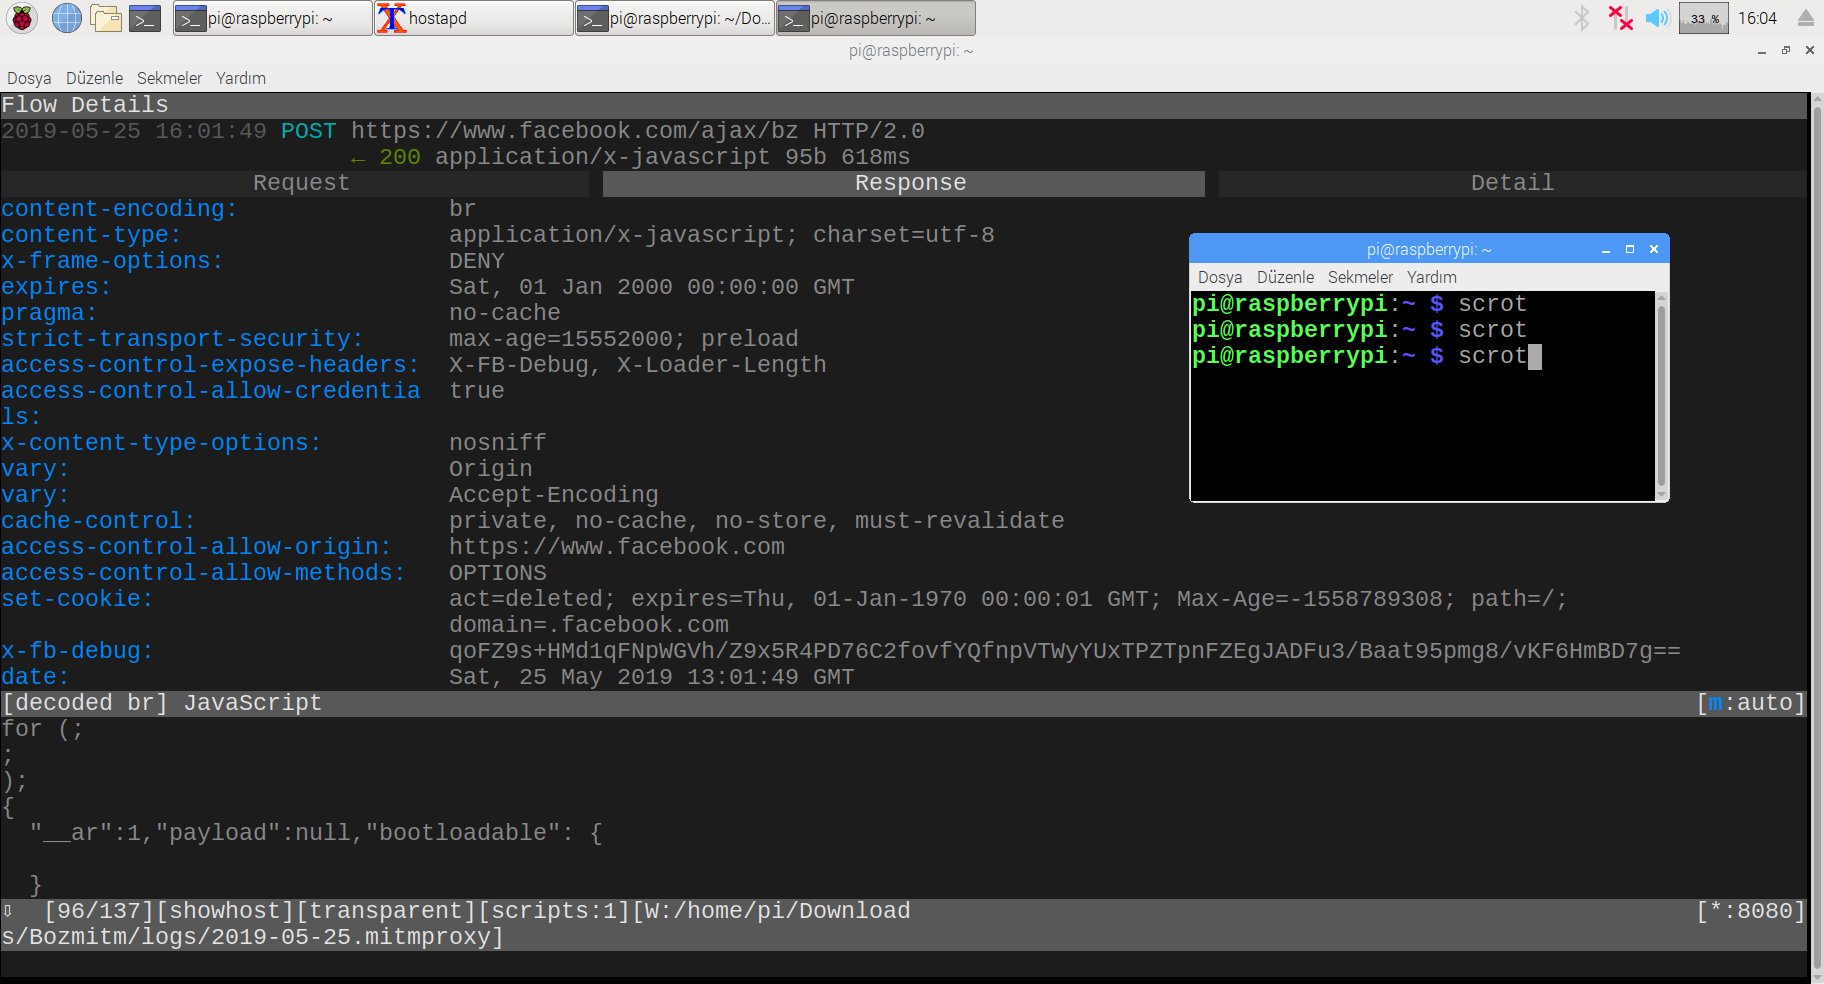 pi@raspberrypi: ~
hostapd
pi@raspberrypi: ~/Do...
pi@raspberrypi: ~
33 %
16:04
pi@raspberrypi: ~
Dosya Düzenle Sekmeler Yardım
Flow Details
2019-05-25 16:01:49 POST https://www.facebook.com/ajax/bz HTTP/2.0
← 200 application/x-javascript 95b 618ms
Request Response Detail
content-encoding: br
content-type: application/x-javascript; charset=utf-8
x-frame-options: DENY
expires: Sat, 01 Jan 2000 00:00:00 GMT
pragma: no-cache
strict-transport-security: max-age=15552000; preload
access-control-expose-headers: X-FB-Debug, X-Loader-Length
access-control-allow-credentia true
ls:
x-content-type-options: nosniff
vary: Origin
vary: Accept-Encoding
cache-control: private, no-cache, no-store, must-revalidate
access-control-allow-origin: https://www.facebook.com
access-control-allow-methods: OPTIONS
set-cookie: act=deleted; expires=Thu, 01-Jan-1970 00:00:01 GMT; Max-Age=-1558789308; path=/;
domain=.facebook.com
x-fb-debug: qoFZ9s+HMd1qFNpWGVh/Z9x5R4PD76C2fovfYQfnpVTWyYUxTPZTpnFZEgJADFu3/Baat95pmg8/vKF6HmBD7g==
date: Sat, 25 May 2019 13:01:49 GMT
[decoded br] JavaScript [m:auto]
for (;
;
);
{
"__ar":1,"payload":null,"bootloadable": {
}
⇩ [96/137][showhost][transparent][scripts:1][W:/home/pi/Download [*:8080]
s/Bozmitm/logs/2019-05-25.mitmproxy]
pi@raspberrypi: ~
Dosya Düzenle Sekmeler Yardım
pi@raspberrypi:~ $ scrot
pi@raspberrypi:~ $ scrot
pi@raspberrypi:~ $ scrot